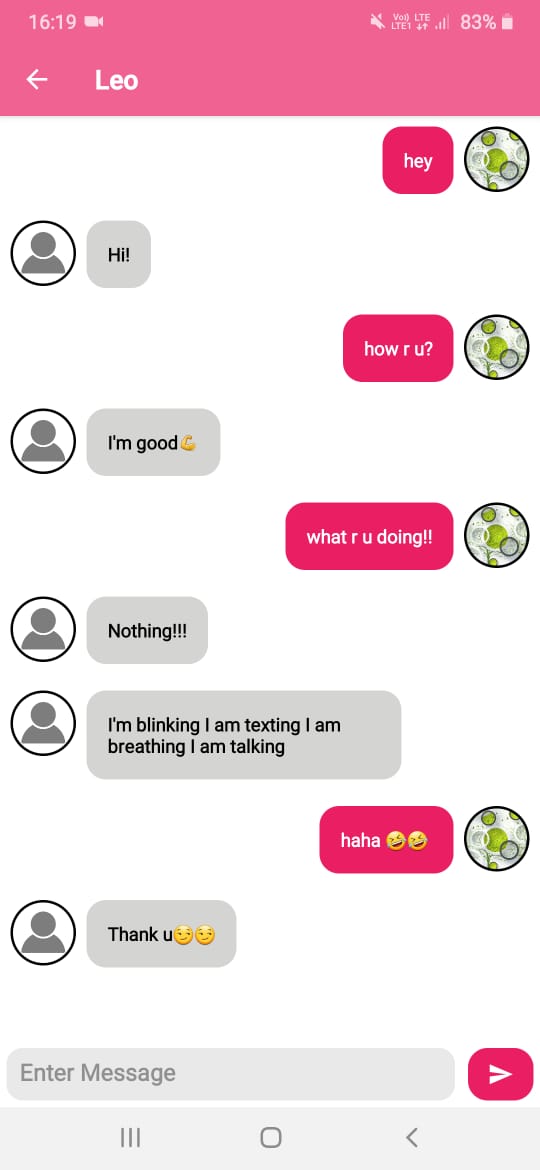 16:19 Vo)) LTE LTE1 83%
Leo
hey
Hi!
how r u?
I'm good💪
what r u doing!!
Nothing!!!
I'm blinking I am texting I am
breathing I am talking
haha 🤣🤣
Thank u😏😏
Enter Message